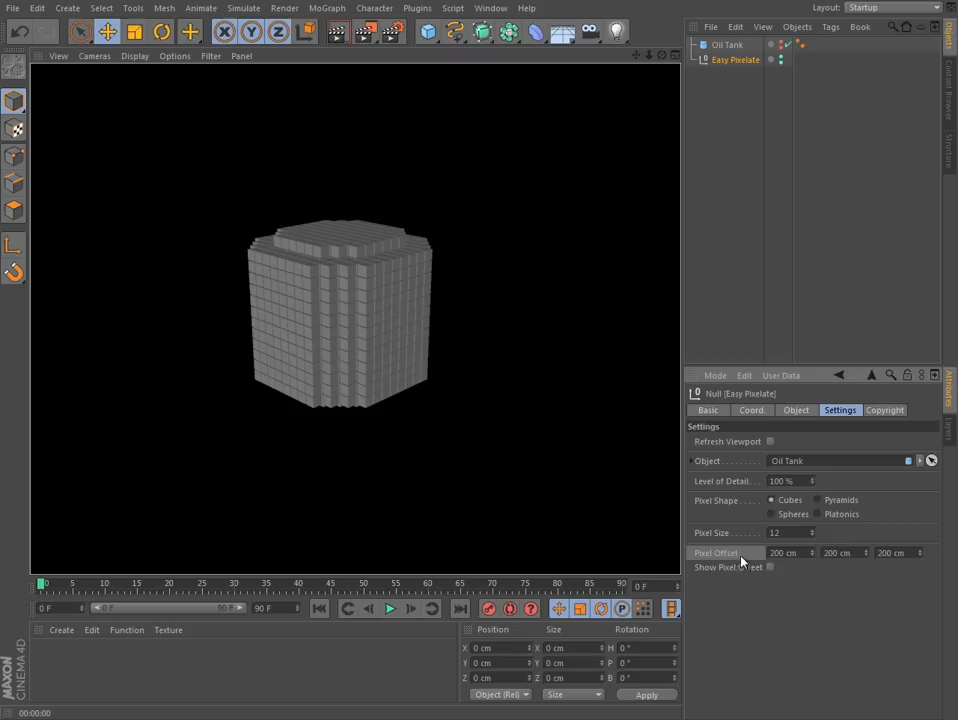 File Edit Create Select Tools Mesh Animate Simulate Render MoGraph Character Plugins Script Window Help Layout: Startup
X Y Z
File Edit View Objects Tags Book
Oil Tank
Easy Pixelate
View Cameras Display Options Filter Panel
Objects
Content Browser
Structure
Mode Edit User Data
Null [Easy Pixelate]
Basic Coord. Object Settings Copyright
Settings
Refresh Viewport
Object Oil Tank
Level of Detail 100 %
Pixel Shape Cubes Pyramids
Spheres Platonics
Pixel Size 12
Pixel Offset 200 cm 200 cm 200 cm
Show Pixel
Attributes
Layers
0 5 10 15 20 25 30 35 40 45 50 55 60 65 70 75 80 85 90 0 F
0 F 0 F 90 F 90 F
Create Edit Function Texture
Position Size Rotation
X 0 cm X 0 cm H 0 °
Y 0 cm Y 0 cm P 0 °
Z 0 cm Z 0 cm B 0 °
Object (Rel) Size Apply
MAXON
CINEMA 4D
00:00:00